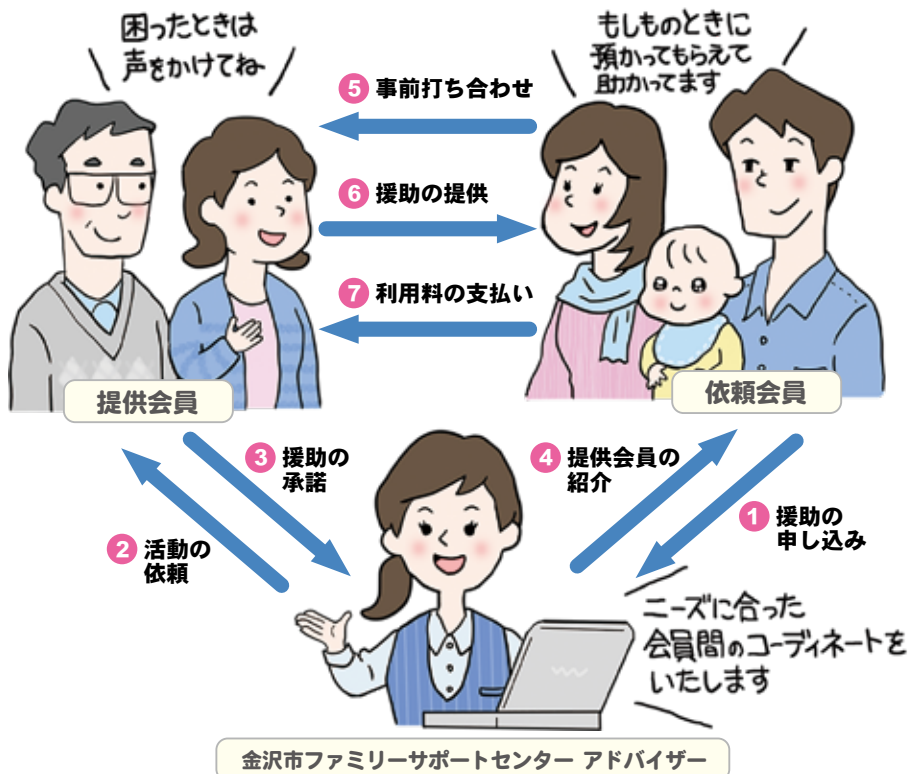 困ったときは
声をかけてね
もしものときに
預かってもらえて
助かってます
5 事前打ち合わせ
6 援助の提供
7 利用料の支払い
提供会員
依頼会員
3 援助の
承諾
4 提供会員の
紹介
2 活動の
依頼
1 援助の
申し込み
ニーズに合った
会員間のコーディネートを
いたします
金沢市ファミリーサポートセンター アドバイザー